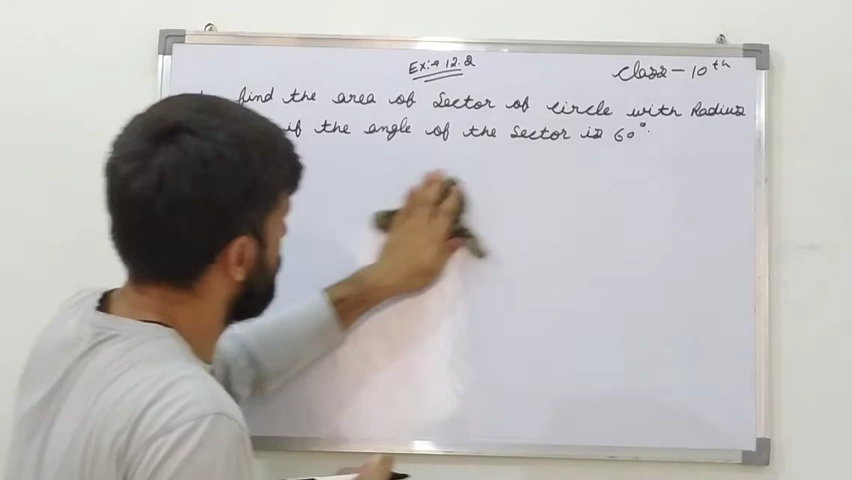 Ex:- 12.2
Class - 10th
find the area of Sector of circle with Radius
if the angle of the Sector is 60°.